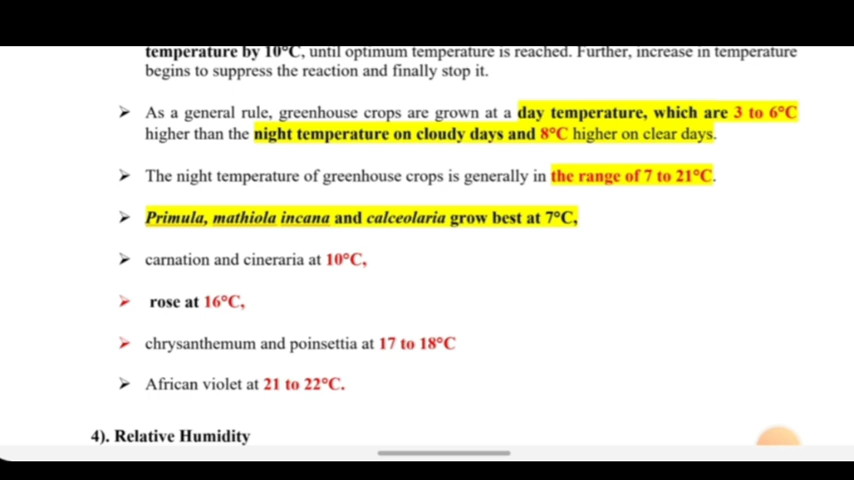 temperature by 10°C, until optimum temperature is reached. Further, increase in temperature
begins to suppress the reaction and finally stop it.
➢ As a general rule, greenhouse crops are grown at a day temperature, which are 3 to 6°C
higher than the night temperature on cloudy days and 8°C higher on clear days.
➢ The night temperature of greenhouse crops is generally in the range of 7 to 21°C.
➢ Primula, mathiola incana and calceolaria grow best at 7°C,
➢ carnation and cineraria at 10°C,
➢ rose at 16°C,
➢ chrysanthemum and poinsettia at 17 to 18°C
➢ African violet at 21 to 22°C.
4). Relative Humidity